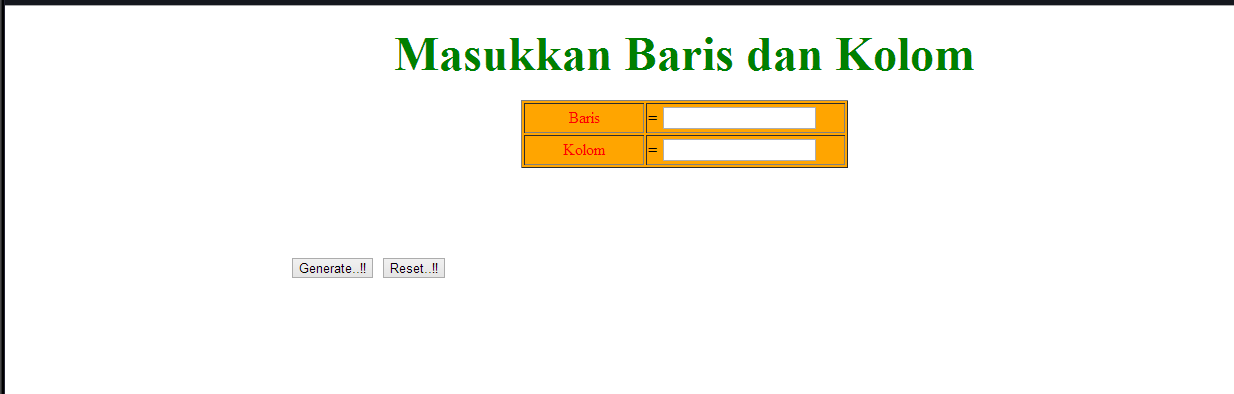 Masukkan Baris dan Kolom
Baris =
Kolom =
Generate..!! Reset..!!